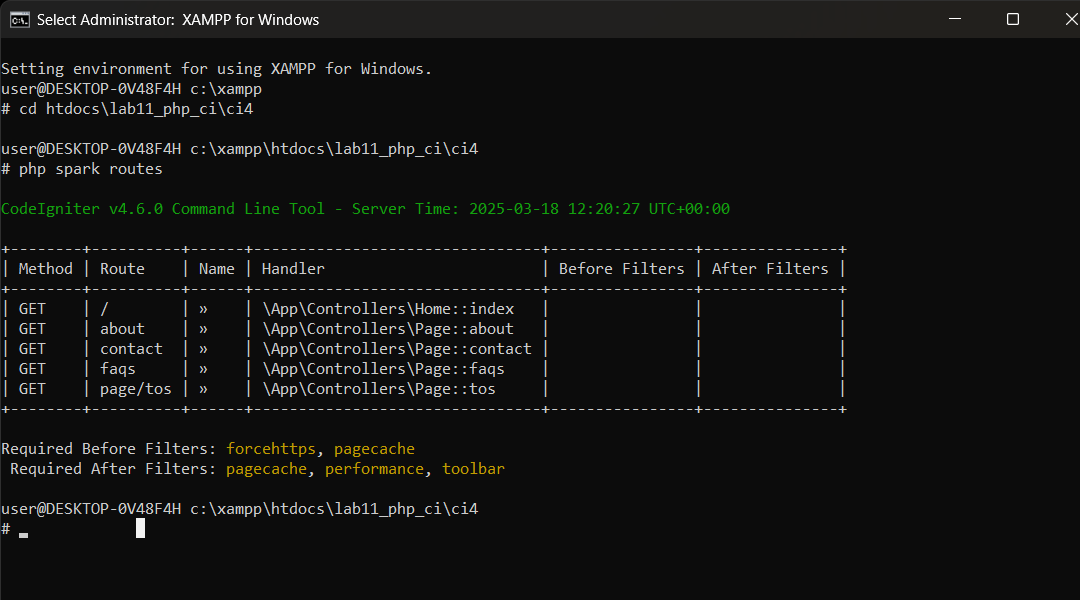 Select Administrator: XAMPP for Windows
Setting environment for using XAMPP for Windows.
user@DESKTOP-0V48F4H c:\xampp
# cd htdocs\lab11_php_ci\ci4
user@DESKTOP-0V48F4H c:\xampp\htdocs\lab11_php_ci\ci4
# php spark routes
CodeIgniter v4.6.0 Command Line Tool - Server Time: 2025-03-18 12:20:27 UTC+00:00
+--------+----------+------+--------------------------------+----------------+---------------+
| Method | Route    | Name | Handler                        | Before Filters | After Filters |
+--------+----------+------+--------------------------------+----------------+---------------+
| GET    | /        | »    | \App\Controllers\Home::index   |                |               |
| GET    | about    | »    | \App\Controllers\Page::about   |                |               |
| GET    | contact  | »    | \App\Controllers\Page::contact |                |               |
| GET    | faqs     | »    | \App\Controllers\Page::faqs    |                |               |
| GET    | page/tos | »    | \App\Controllers\Page::tos     |                |               |
+--------+----------+------+--------------------------------+----------------+---------------+
Required Before Filters: forcehttps, pagecache
 Required After Filters: pagecache, performance, toolbar
user@DESKTOP-0V48F4H c:\xampp\htdocs\lab11_php_ci\ci4
# _